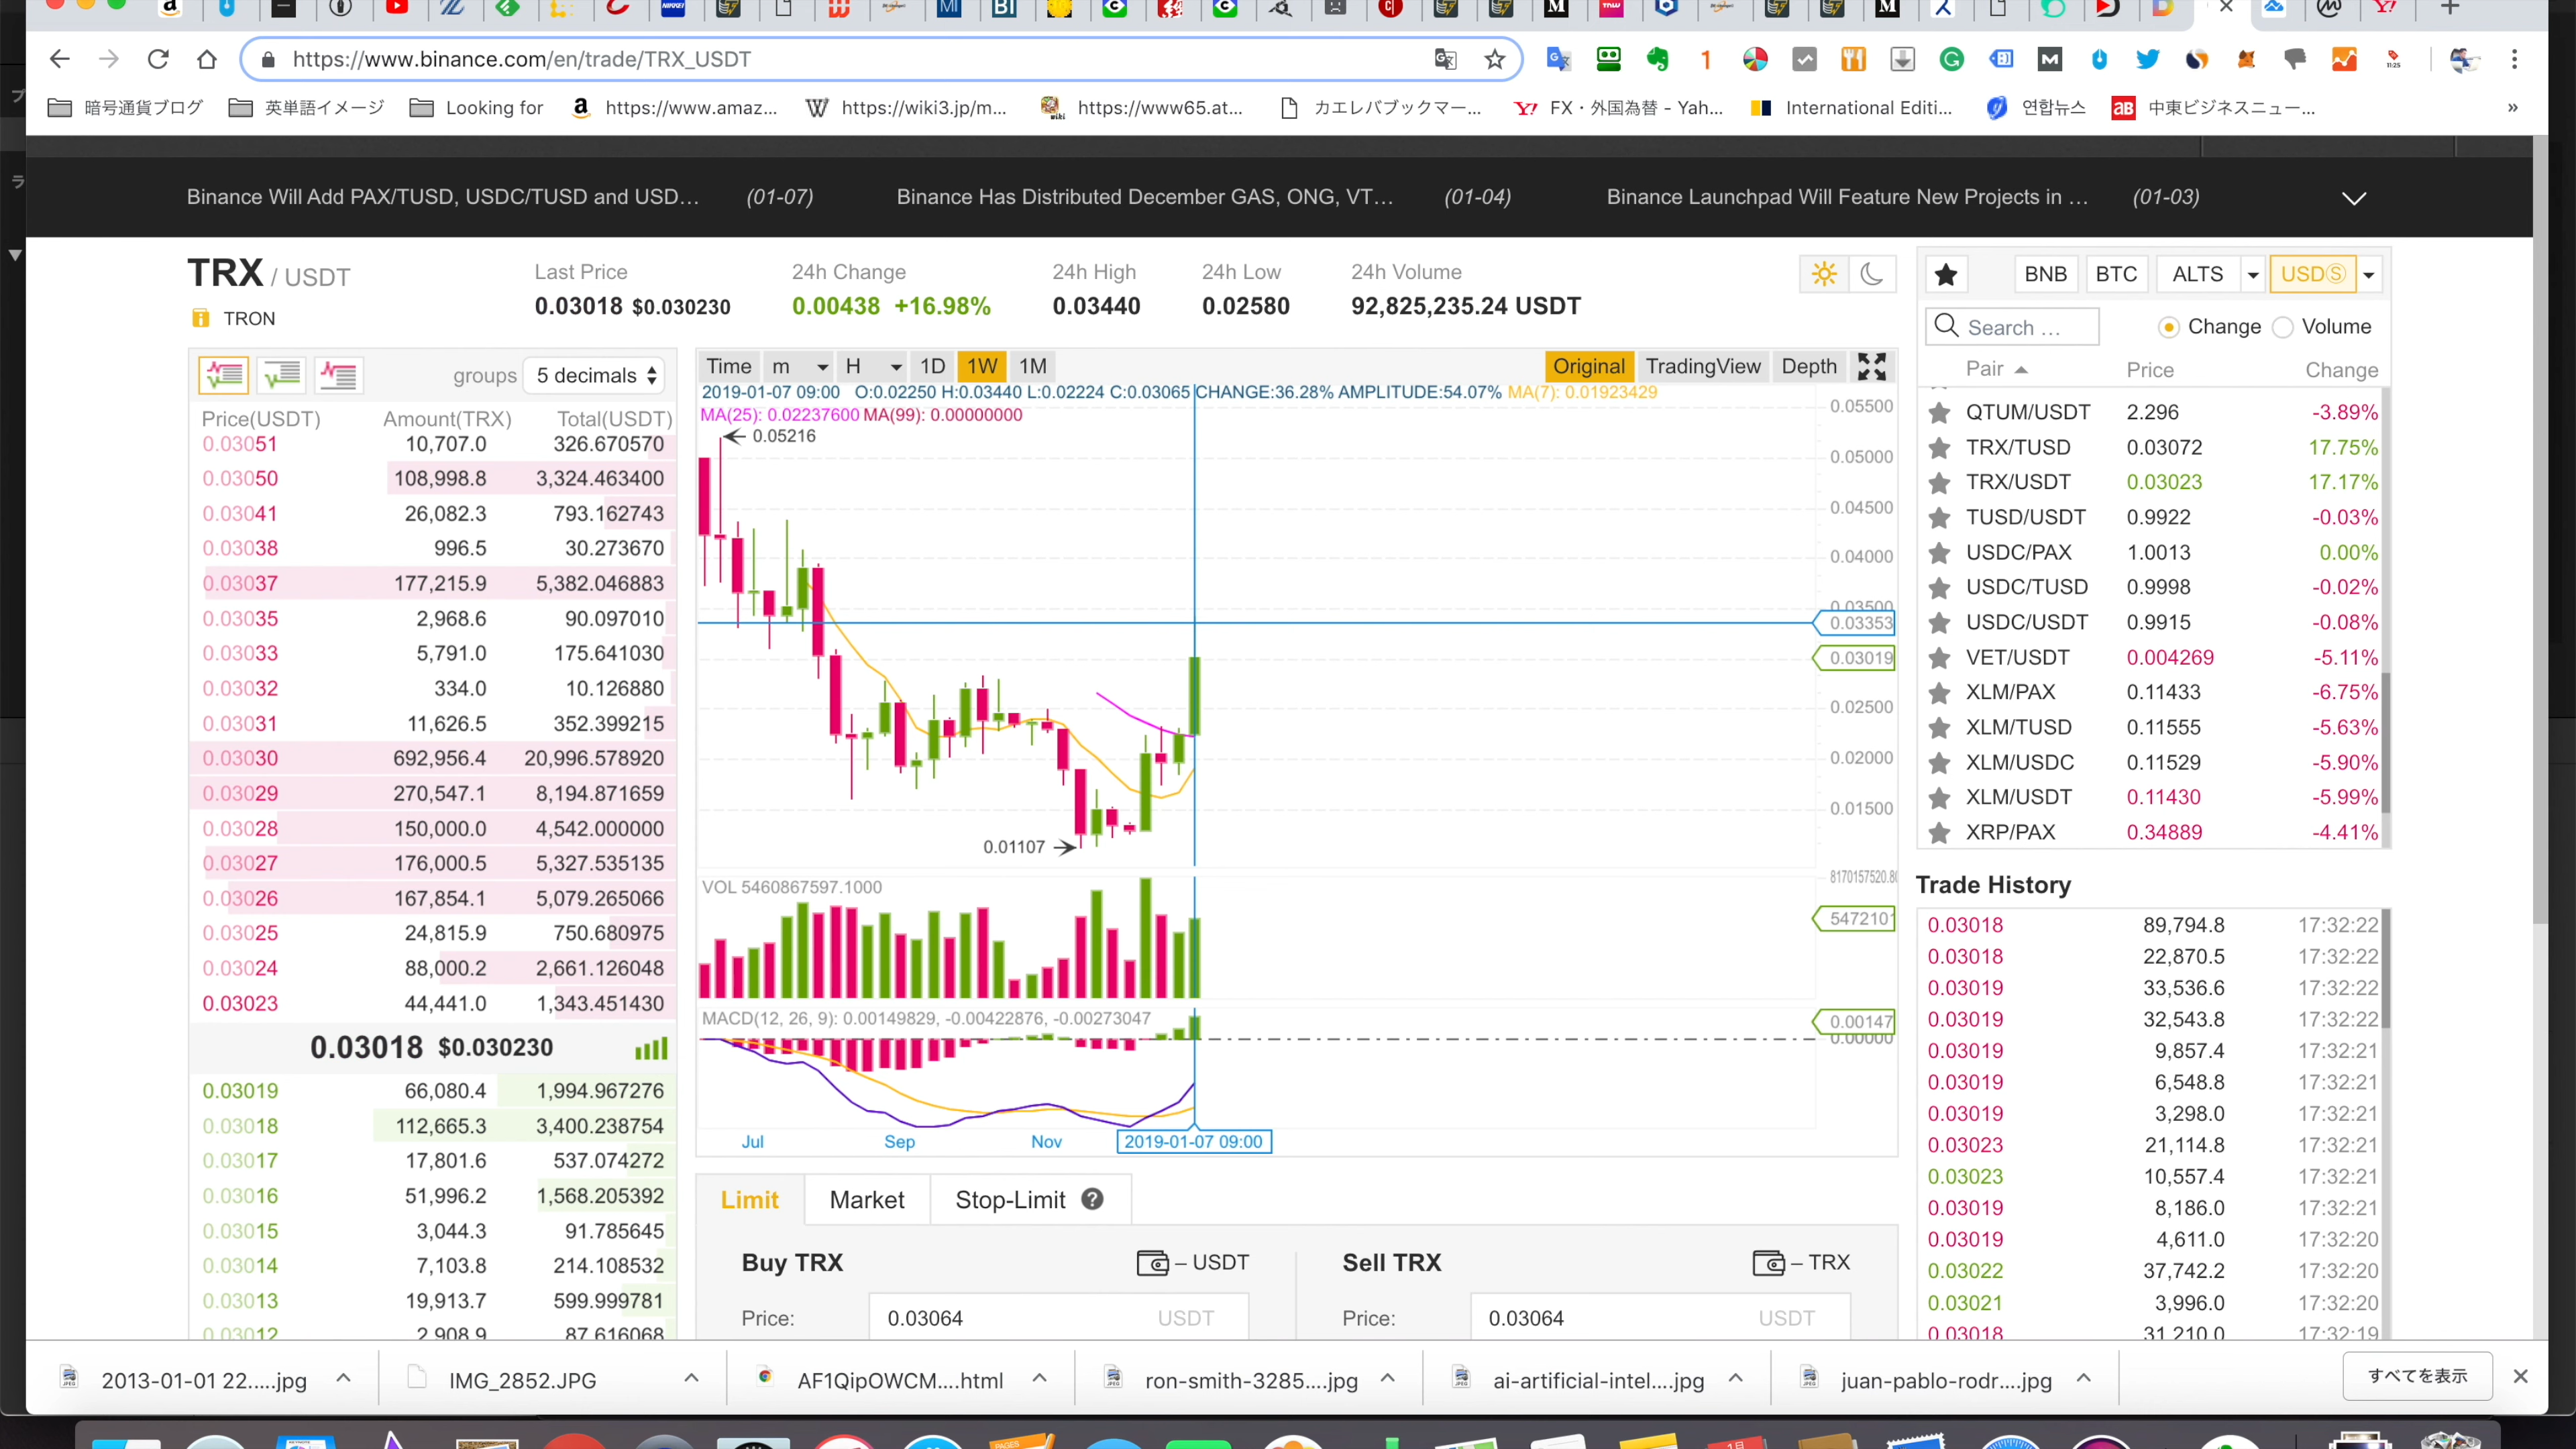 https://www.binance.com/en/trade/TRX_USDT
暗号通貨ブログ 英単語イメージ Looking for https://www.amaz... https://wiki3.jp/m... https://www65.at... カエレバブックマー... FX・外国為替 - Yah... International Editi... 연합뉴스 中東ビジネスニュー... »
Binance Will Add PAX/TUSD, USDC/TUSD and USD... (01-07) Binance Has Distributed December GAS, ONG, VT... (01-04) Binance Launchpad Will Feature New Projects in ... (01-03)
TRX / USDT
TRON
Last Price 24h Change 24h High 24h Low 24h Volume
0.03018 $0.030230 0.00438 +16.98% 0.03440 0.02580 92,825,235.24 USDT
groups 5 decimals
Price(USDT) Amount(TRX) Total(USDT)
0.03051 10,707.0 326.670570
0.03050 108,998.8 3,324.463400
0.03041 26,082.3 793.162743
0.03038 996.5 30.273670
0.03037 177,215.9 5,382.046883
0.03035 2,968.6 90.097010
0.03033 5,791.0 175.641030
0.03032 334.0 10.126880
0.03031 11,626.5 352.399215
0.03030 692,956.4 20,996.578920
0.03029 270,547.1 8,194.871659
0.03028 150,000.0 4,542.000000
0.03027 176,000.5 5,327.535135
0.03026 167,854.1 5,079.265066
0.03025 24,815.9 750.680975
0.03024 88,000.2 2,661.126048
0.03023 44,441.0 1,343.451430
0.03018 $0.030230
0.03019 66,080.4 1,994.967276
0.03018 112,665.3 3,400.238754
0.03017 17,801.6 537.074272
0.03016 51,996.2 1,568.205392
0.03015 3,044.3 91.785645
0.03014 7,103.8 214.108532
0.03013 19,913.7 599.999781
0.03012 2,908.9 87.616068
Time m H 1D 1W 1M Original TradingView Depth
2019-01-07 09:00 O:0.02250 H:0.03440 L:0.02224 C:0.03065 CHANGE:36.28% AMPLITUDE:54.07% MA(7): 0.01923429
MA(25): 0.02237600 MA(99): 0.00000000
0.05216
0.01107
0.05500
0.05000
0.04500
0.04000
0.03500
0.03353
0.03019
0.02500
0.02000
0.01500
VOL 5460867597.1000
8170157520.80
5472101
MACD(12, 26, 9): 0.00149829, -0.00422876, -0.00273047
0.00147
0.00000
Jul Sep Nov 2019-01-07 09:00
Limit Market Stop-Limit ?
Buy TRX – USDT
Price: 0.03064 USDT
Sell TRX – TRX
Price: 0.03064 USDT
BNB BTC ALTS USDⓈ
Search ... Change Volume
Pair Price Change
QTUM/USDT 2.296 -3.89%
TRX/TUSD 0.03072 17.75%
TRX/USDT 0.03023 17.17%
TUSD/USDT 0.9922 -0.03%
USDC/PAX 1.0013 0.00%
USDC/TUSD 0.9998 -0.02%
USDC/USDT 0.9915 -0.08%
VET/USDT 0.004269 -5.11%
XLM/PAX 0.11433 -6.75%
XLM/TUSD 0.11555 -5.63%
XLM/USDC 0.11529 -5.90%
XLM/USDT 0.11430 -5.99%
XRP/PAX 0.34889 -4.41%
Trade History
0.03018 89,794.8 17:32:22
0.03018 22,870.5 17:32:22
0.03019 33,536.6 17:32:22
0.03019 32,543.8 17:32:22
0.03019 9,857.4 17:32:21
0.03019 6,548.8 17:32:21
0.03019 3,298.0 17:32:21
0.03023 21,114.8 17:32:21
0.03023 10,557.4 17:32:21
0.03019 8,186.0 17:32:21
0.03019 4,611.0 17:32:20
0.03022 37,742.2 17:32:20
0.03021 3,996.0 17:32:20
0.03018 31,210.0 17:32:19
2013-01-01 22.....jpg IMG_2852.JPG AF1QipOWCM....html ron-smith-3285....jpg ai-artificial-intel....jpg juan-pablo-rodr....jpg すべてを表示